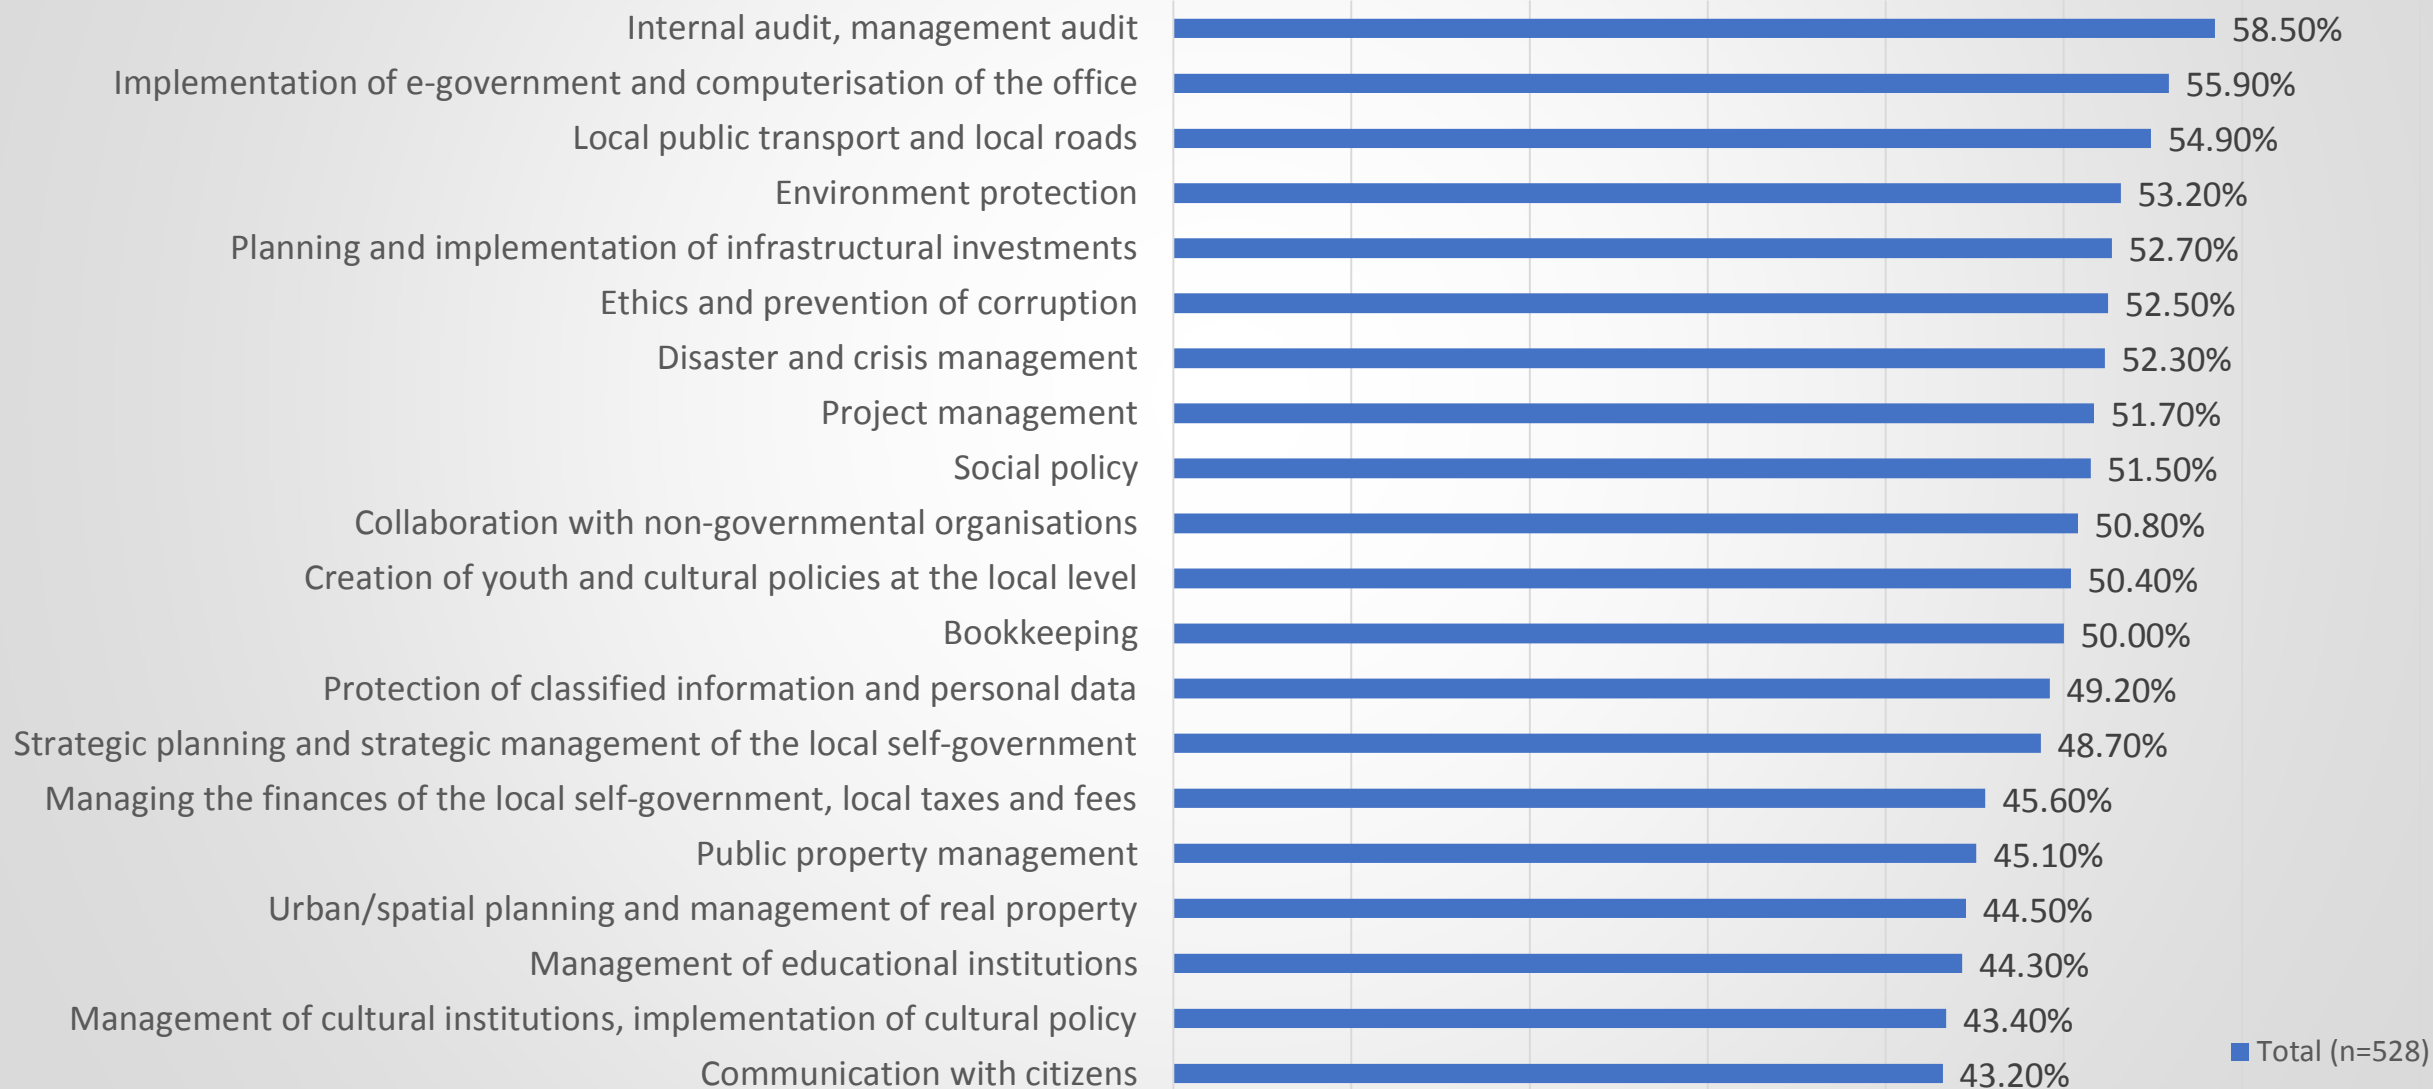 Internal audit, management audit 58.50%
Implementation of e-government and computerisation of the office 55.90%
Local public transport and local roads 54.90%
Environment protection 53.20%
Planning and implementation of infrastructural investments 52.70%
Ethics and prevention of corruption 52.50%
Disaster and crisis management 52.30%
Project management 51.70%
Social policy 51.50%
Collaboration with non-governmental organisations 50.80%
Creation of youth and cultural policies at the local level 50.40%
Bookkeeping 50.00%
Protection of classified information and personal data 49.20%
Strategic planning and strategic management of the local self-government 48.70%
Managing the finances of the local self-government, local taxes and fees 45.60%
Public property management 45.10%
Urban/spatial planning and management of real property 44.50%
Management of educational institutions 44.30%
Management of cultural institutions, implementation of cultural policy 43.40%
Communication with citizens 43.20%
Total (n=528)